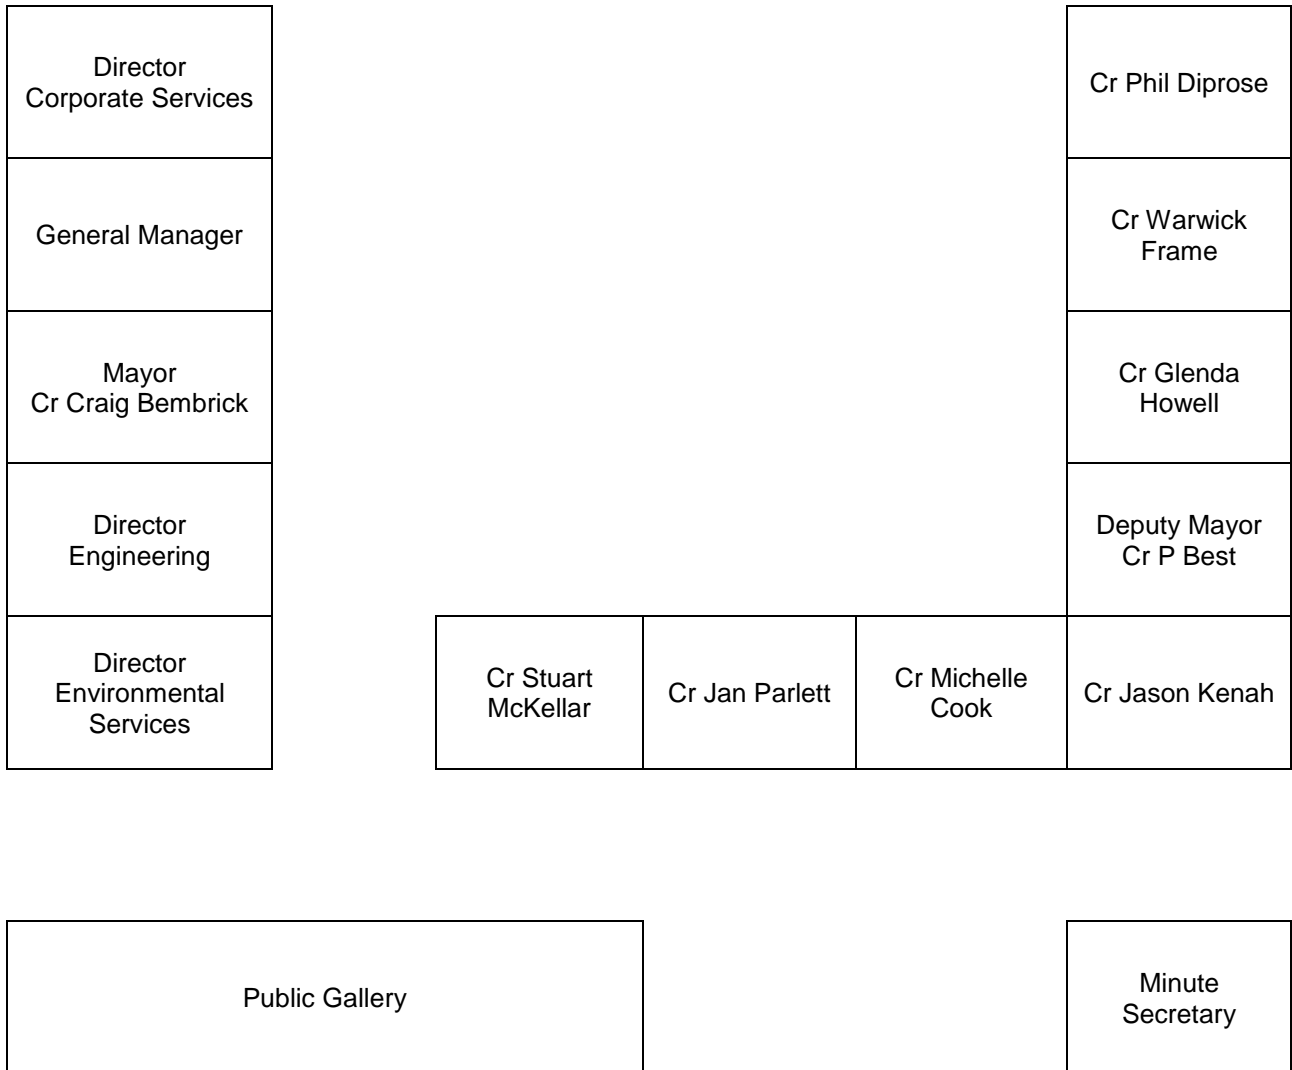 Director
Corporate Services
Cr Phil Diprose
General Manager
Cr Warwick
Frame
Mayor
Cr Craig Bembrick
Cr Glenda
Howell
Director
Engineering
Deputy Mayor
Cr P Best
Director
Environmental
Services
Cr Stuart
McKellar
Cr Jan Parlett
Cr Michelle
Cook
Cr Jason Kenah
Public Gallery
Minute
Secretary